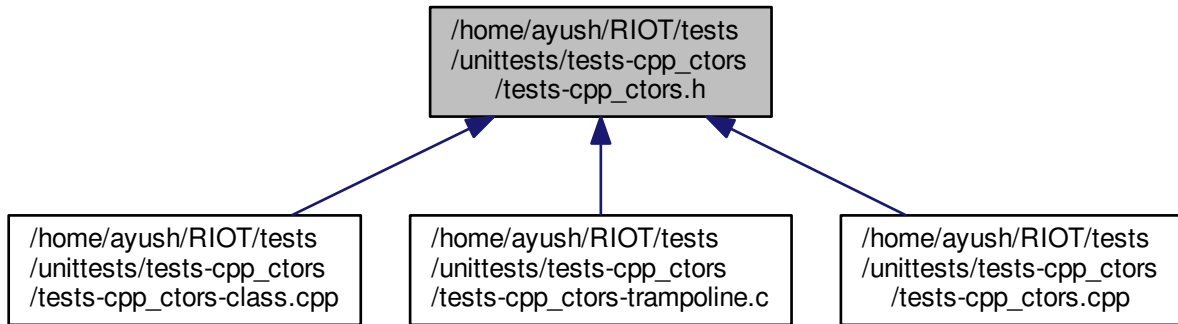 /home/ayush/RIOT/tests
/unittests/tests-cpp_ctors
/tests-cpp_ctors.h
/home/ayush/RIOT/tests
/unittests/tests-cpp_ctors
/tests-cpp_ctors-class.cpp
/home/ayush/RIOT/tests
/unittests/tests-cpp_ctors
/tests-cpp_ctors-trampoline.c
/home/ayush/RIOT/tests
/unittests/tests-cpp_ctors
/tests-cpp_ctors.cpp